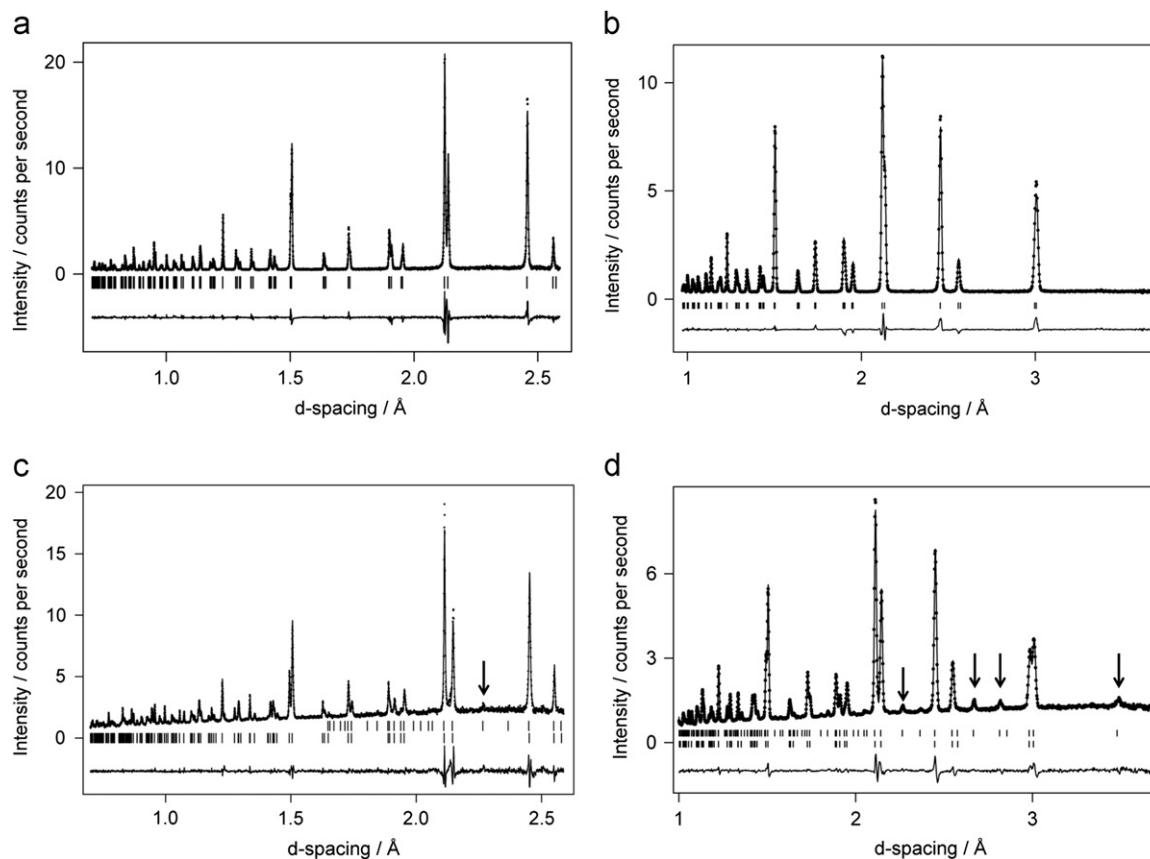 a
20
10
0
Intensity / counts per second
1.0 1.5 2.0 2.5
d-spacing / Å
b
10
5
0
Intensity / counts per second
1 2 3
d-spacing / Å
c
20
15
10
5
0
Intensity / counts per second
1.0 1.5 2.0 2.5
d-spacing / Å
d
6
3
0
Intensity / counts per second
1 2 3
d-spacing / Å